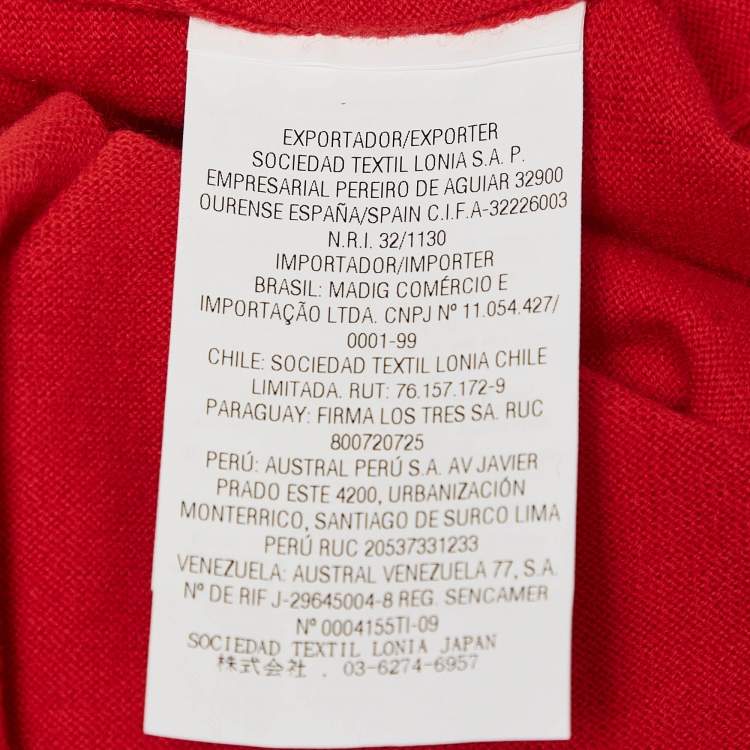 EXPORTADOR/EXPORTER
SOCIEDAD TEXTIL LONIA S.A. P.
EMPRESARIAL PEREIRO DE AGUIAR 32900
OURENSE ESPAÑA/SPAIN C.I.F.A-32226003
N.R.I. 32/1130
IMPORTADOR/IMPORTER
BRASIL: MADIG COMÉRCIO E
IMPORTAÇÃO LTDA. CNPJ Nº 11.054.427/
0001-99
CHILE: SOCIEDAD TEXTIL LONIA CHILE
LIMITADA. RUT: 76.157.172-9
PARAGUAY: FIRMA LOS TRES SA. RUC
800720725
PERÚ: AUSTRAL PERÚ S.A. AV JAVIER
PRADO ESTE 4200, URBANIZACIÓN
MONTERRICO, SANTIAGO DE SURCO LIMA
PERÚ RUC 20537331233
VENEZUELA: AUSTRAL VENEZUELA 77, S.A.
Nº DE RIF J-29645004-8 REG. SENCAMER
Nº 0004155TI-09
SOCIEDAD TEXTIL LONIA JAPAN
株式会社 . 03-6274-6957